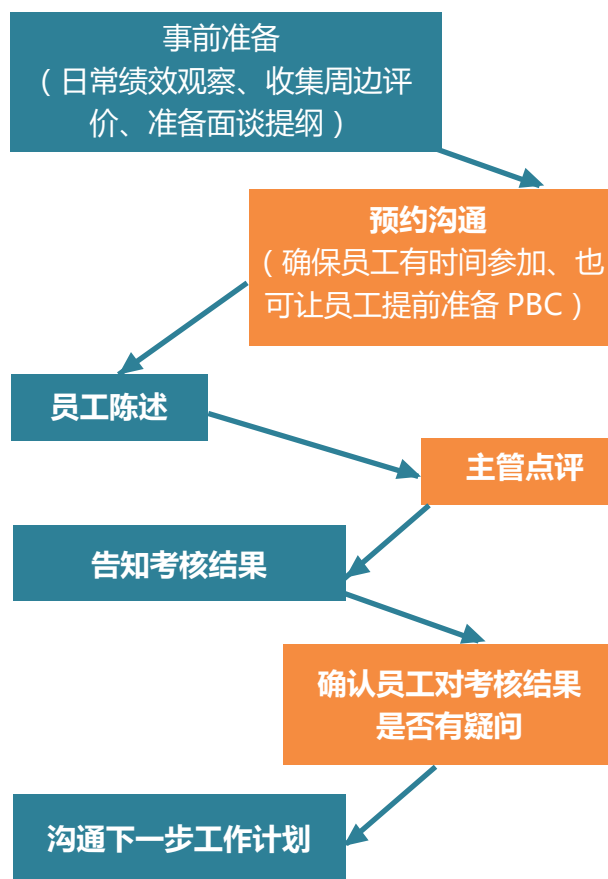 事前准备
（日常绩效观察、收集周边评
价、准备面谈提纲）
预约沟通
（确保员工有时间参加、也
可让员工提前准备 PBC）
员工陈述
主管点评
告知考核结果
确认员工对考核结果
是否有疑问
沟通下一步工作计划